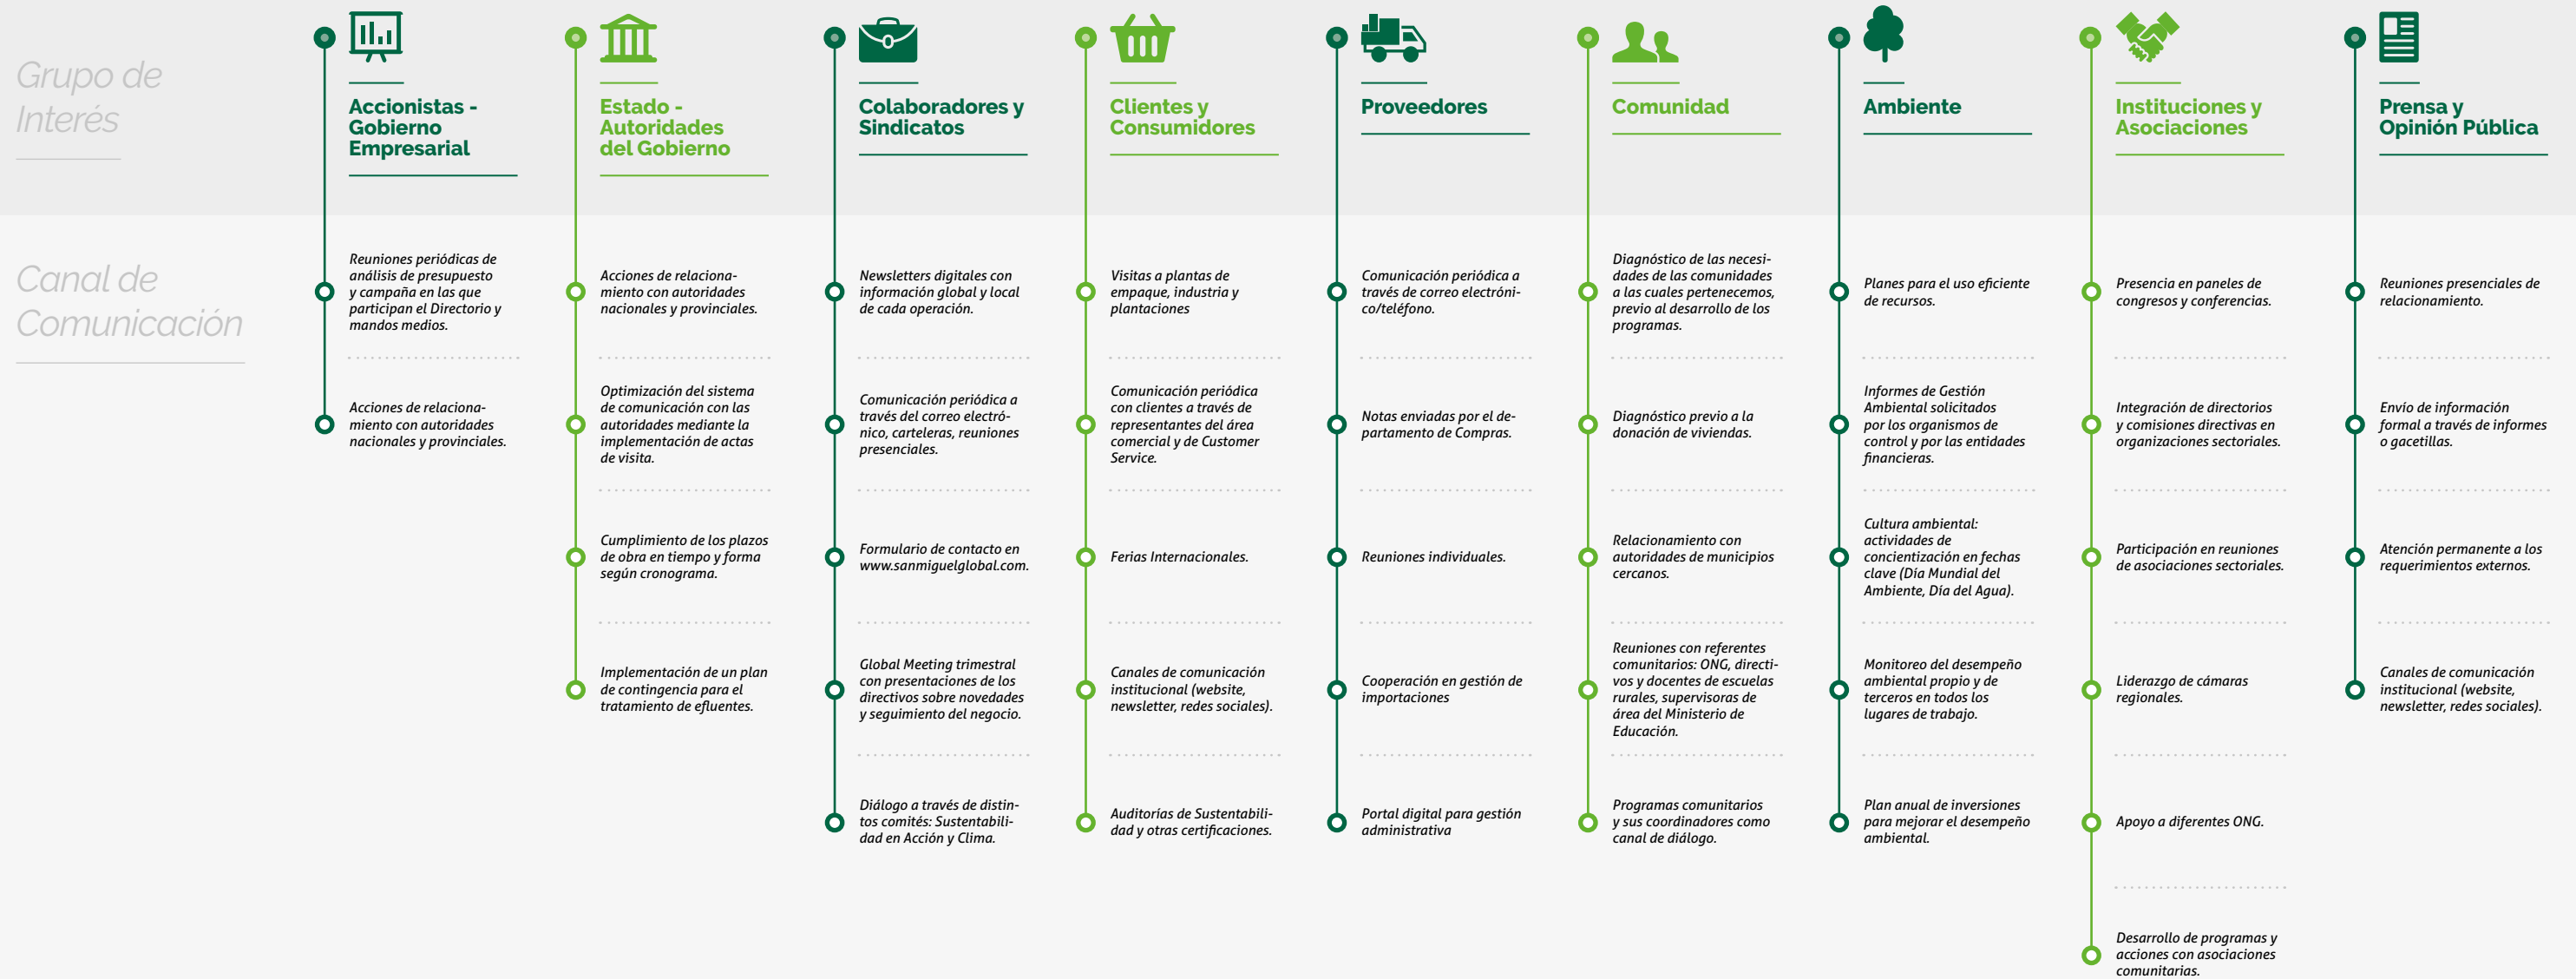 Grupo de
Interés
Accionistas -
Gobierno
Empresarial
Estado -
Autoridades
del Gobierno
Colaboradores y
Sindicatos
Clientes y
Consumidores
Proveedores
Comunidad
Ambiente
Instituciones y
Asociaciones
Prensa y
Opinión Pública
Canal de
Comunicación
Reuniones periódicas de
análisis de presupuesto
y campaña en las que
participan el Directorio y
mandos medios.
Acciones de relaciona-
miento con autoridades
nacionales y provinciales.
Acciones de relaciona-
miento con autoridades
nacionales y provinciales.
Optimización del sistema
de comunicación con las
autoridades mediante la
implementación de actas
de visita.
Cumplimiento de los plazos
de obra en tiempo y forma
según cronograma.
Implementación de un plan
de contingencia para el
tratamiento de efluentes.
Newsletters digitales con
información global y local
de cada operación.
Comunicación periódica a
través del correo electró-
nico, carteleras, reuniones
presenciales.
Formulario de contacto en
www.sanmiguelglobal.com.
Global Meeting trimestral
con presentaciones de los
directivos sobre novedades
y seguimiento del negocio.
Diálogo a través de distin-
tos comités: Sustentabili-
dad en Acción y Clima.
Visitas a plantas de
empaque, industria y
plantaciones
Comunicación periódica
con clientes a través de
representantes del área
comercial y de Customer
Service.
Ferias Internacionales.
Canales de comunicación
institucional (website,
newsletter, redes sociales).
Auditorías de Sustentabili-
dad y otras certificaciones.
Comunicación periódica a
través de correo electróni-
co/teléfono.
Notas enviadas por el de-
partamento de Compras.
Reuniones individuales.
Cooperación en gestión de
importaciones
Portal digital para gestión
administrativa
Diagnóstico de las necesi-
dades de las comunidades
a las cuales pertenecemos,
previo al desarrollo de los
programas.
Diagnóstico previo a la
donación de viviendas.
Relacionamiento con
autoridades de municipios
cercanos.
Reuniones con referentes
comunitarios: ONG, directi-
vos y docentes de escuelas
rurales, supervisoras de
área del Ministerio de
Educación.
Programas comunitarios
y sus coordinadores como
canal de diálogo.
Planes para el uso eficiente
de recursos.
Informes de Gestión
Ambiental solicitados
por los organismos de
control y por las entidades
financieras.
Cultura ambiental:
actividades de
concientización en fechas
clave (Día Mundial del
Ambiente, Día del Agua).
Monitoreo del desempeño
ambiental propio y de
terceros en todos los
lugares de trabajo.
Plan anual de inversiones
para mejorar el desempeño
ambiental.
Presencia en paneles de
congresos y conferencias.
Integración de directorios
y comisiones directivas en
organizaciones sectoriales.
Participación en reuniones
de asociaciones sectoriales.
Liderazgo de cámaras
regionales.
Apoyo a diferentes ONG.
Desarrollo de programas y
acciones con asociaciones
comunitarias.
Reuniones presenciales de
relacionamiento.
Envío de información
formal a través de informes
o gacetillas.
Atención permanente a los
requerimientos externos.
Canales de comunicación
institucional (website,
newsletter, redes sociales).